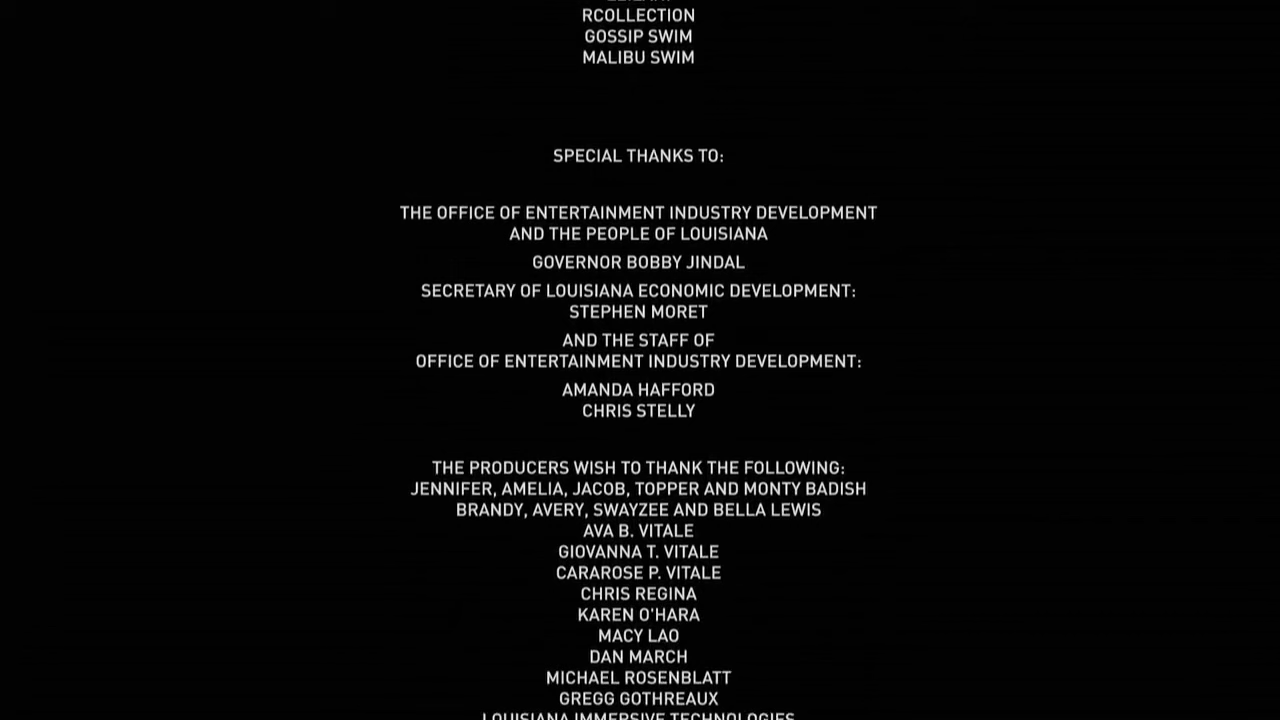 RCOLLECTION
GOSSIP SWIM
MALIBU SWIM
SPECIAL THANKS TO:
THE OFFICE OF ENTERTAINMENT INDUSTRY DEVELOPMENT
AND THE PEOPLE OF LOUISIANA
GOVERNOR BOBBY JINDAL
SECRETARY OF LOUISIANA ECONOMIC DEVELOPMENT:
STEPHEN MORET
AND THE STAFF OF
OFFICE OF ENTERTAINMENT INDUSTRY DEVELOPMENT:
AMANDA HAFFORD
CHRIS STELLY
THE PRODUCERS WISH TO THANK THE FOLLOWING:
JENNIFER, AMELIA, JACOB, TOPPER AND MONTY BADISH
BRANDY, AVERY, SWAYZEE AND BELLA LEWIS
AVA B. VITALE
GIOVANNA T. VITALE
CARAROSE P. VITALE
CHRIS REGINA
KAREN O'HARA
MACY LAO
DAN MARCH
MICHAEL ROSENBLATT
GREGG GOTHREAUX
LOUISIANA IMMERSIVE TECHNOLOGIES